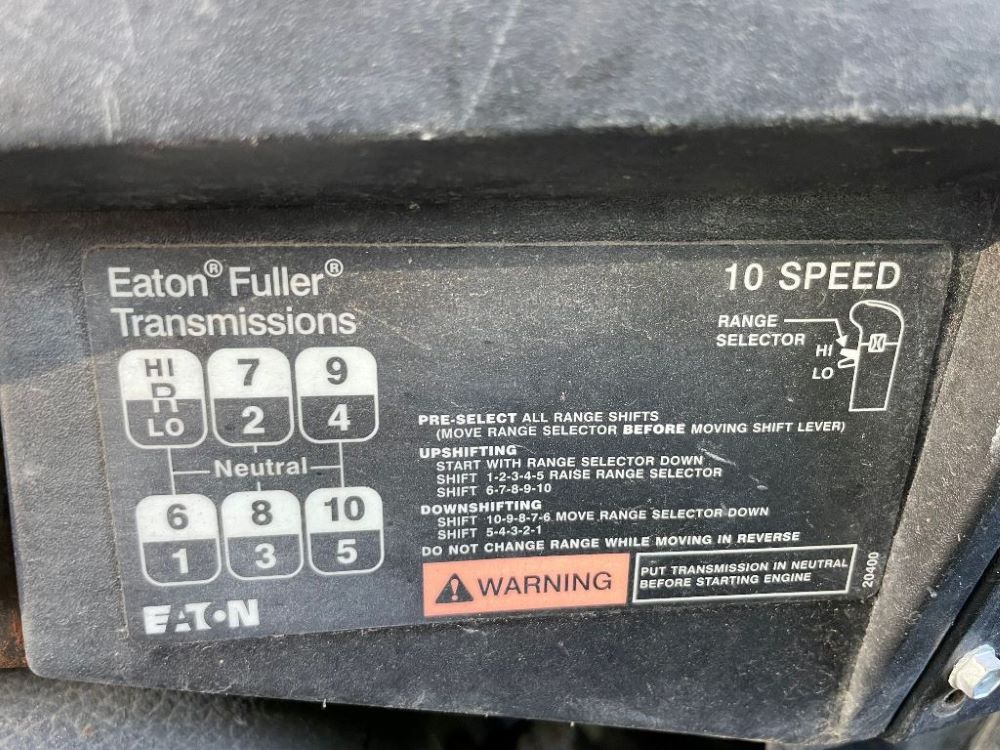 Eaton® Fuller®
Transmissions
10 SPEED
RANGE
SELECTOR
HI
LO
HI 7 9
R
LO 2 4
Neutral
6 8 10
1 3 5
PRE-SELECT ALL RANGE SHIFTS
(MOVE RANGE SELECTOR BEFORE MOVING SHIFT LEVER)
UPSHIFTING
START WITH RANGE SELECTOR DOWN
SHIFT 1-2-3-4-5 RAISE RANGE SELECTOR
SHIFT 6-7-8-9-10
DOWNSHIFTING
SHIFT 10-9-8-7-6 MOVE RANGE SELECTOR DOWN
SHIFT 5-4-3-2-1
DO NOT CHANGE RANGE WHILE MOVING IN REVERSE
WARNING
PUT TRANSMISSION IN NEUTRAL
BEFORE STARTING ENGINE
20400
EATON